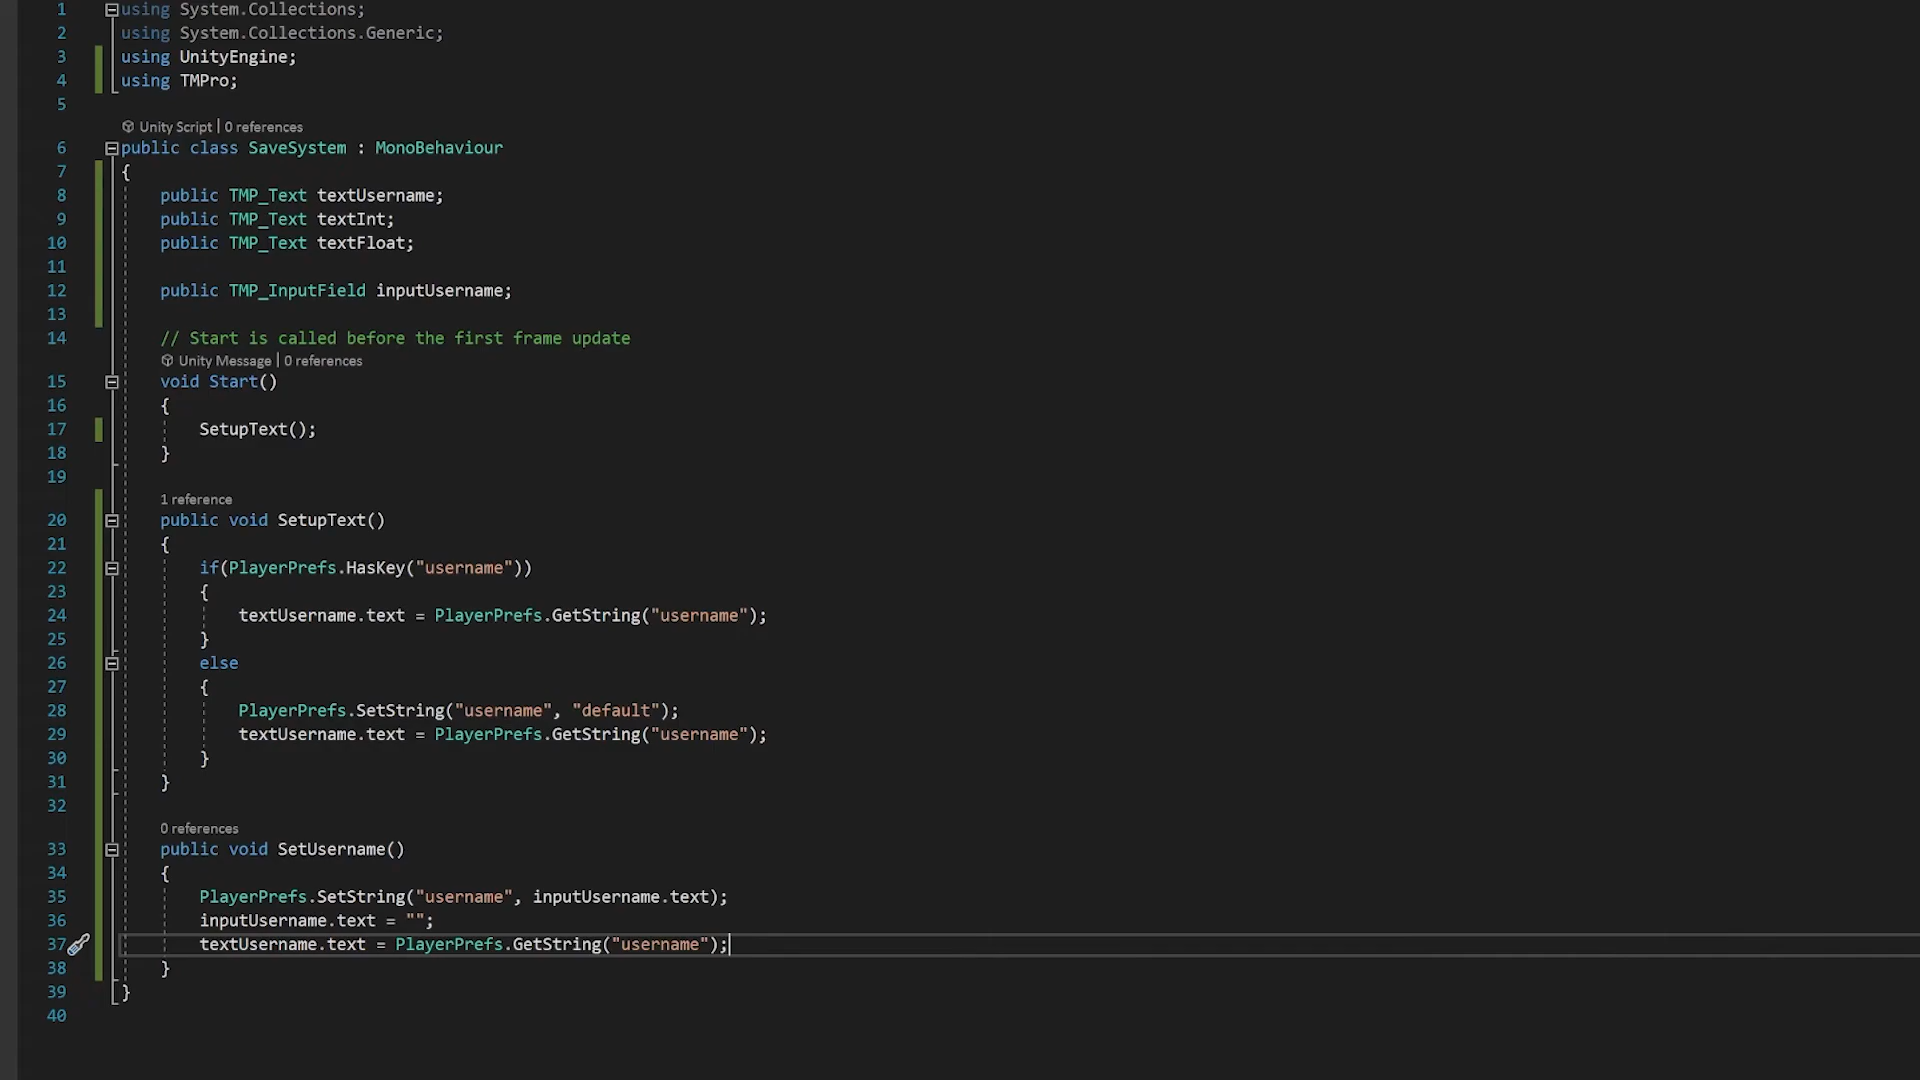 1 using System.Collections;
2 using System.Collections.Generic;
3 using UnityEngine;
4 using TMPro;
5
Unity Script | 0 references
6 public class SaveSystem : MonoBehaviour
7 {
8     public TMP_Text textUsername;
9     public TMP_Text textInt;
10     public TMP_Text textFloat;
11
12     public TMP_InputField inputUsername;
13
14     // Start is called before the first frame update
Unity Message | 0 references
15     void Start()
16     {
17         SetupText();
18     }
19
1 reference
20     public void SetupText()
21     {
22         if(PlayerPrefs.HasKey("username"))
23         {
24             textUsername.text = PlayerPrefs.GetString("username");
25         }
26         else
27         {
28             PlayerPrefs.SetString("username", "default");
29             textUsername.text = PlayerPrefs.GetString("username");
30         }
31     }
32
0 references
33     public void SetUsername()
34     {
35         PlayerPrefs.SetString("username", inputUsername.text);
36         inputUsername.text = "";
37         textUsername.text = PlayerPrefs.GetString("username");
38     }
39 }
40